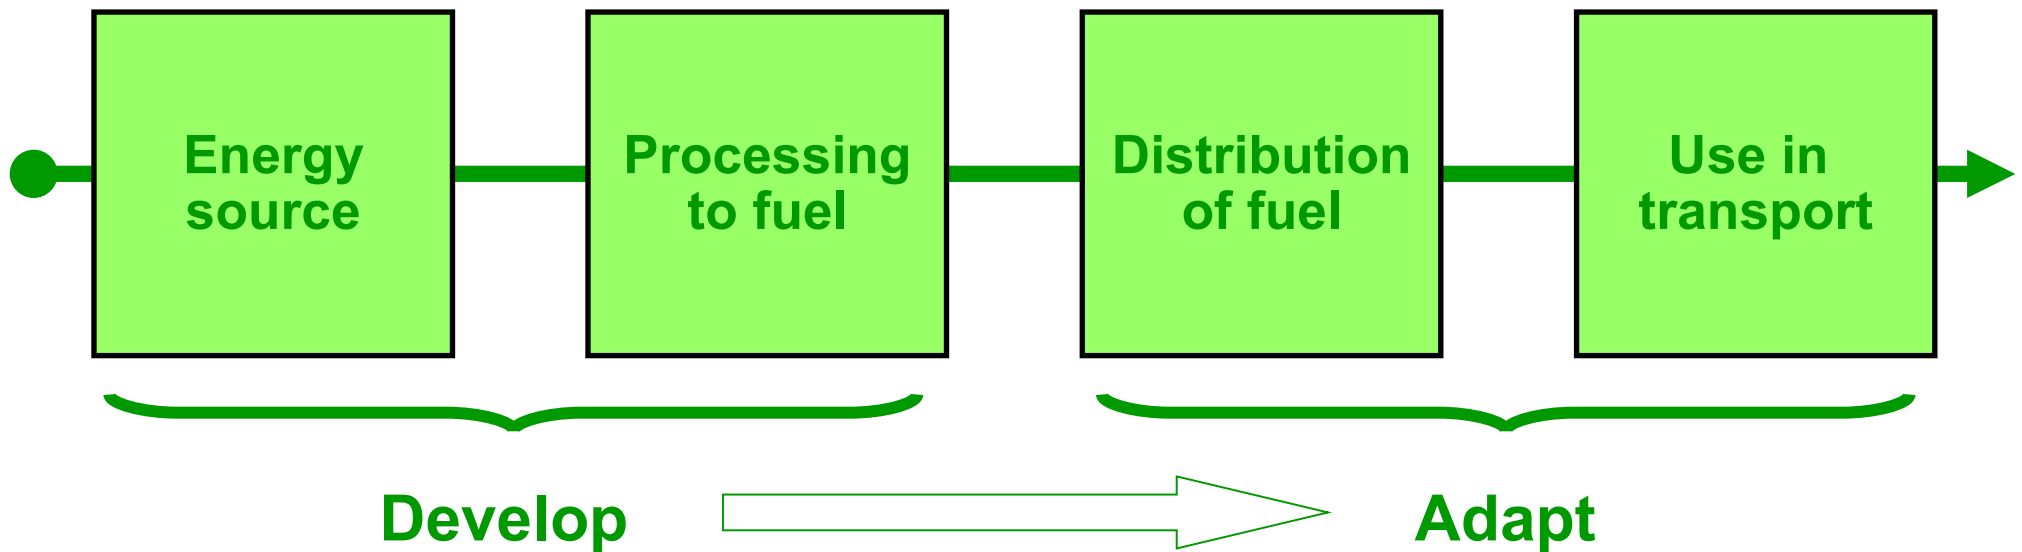 Energy
source
Processing
to fuel
Distribution
of fuel
Use in
transport
Develop
Adapt